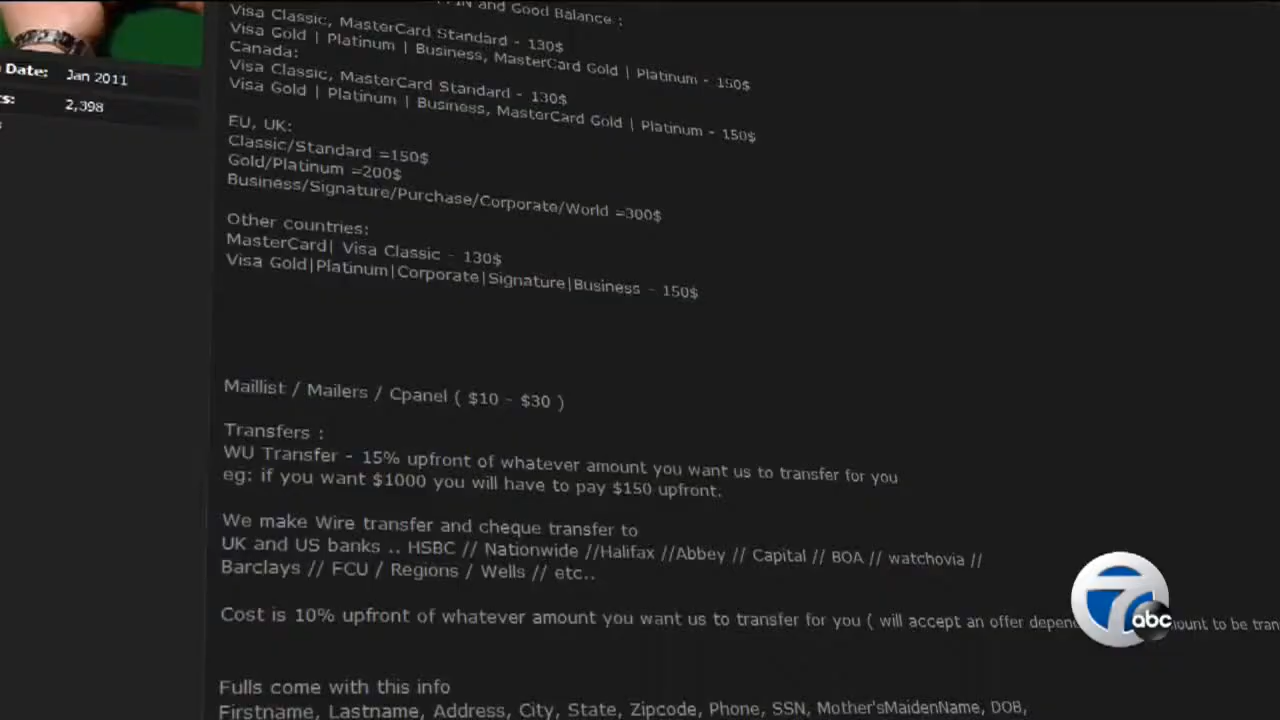 IN and Good Balance :
Visa Classic, MasterCard Standard - 130$
Visa Gold | Platinum | Business, MasterCard Gold | Platinum - 150$
Canada:
Visa Classic, MasterCard Standard - 130$
Visa Gold | Platinum | Business, MasterCard Gold | Platinum - 150$
Date: Jan 2011
2,398
EU, UK:
Classic/Standard =150$
Gold/Platinum =200$
Business/Signature/Purchase/Corporate/World =300$
Other countries:
MasterCard| Visa Classic - 130$
Visa Gold|Platinum|Corporate|Signature|Business - 150$
Maillist / Mailers / Cpanel ( $10 - $30 )
Transfers :
WU Transfer - 15% upfront of whatever amount you want us to transfer for you
eg: if you want $1000 you will have to pay $150 upfront.
We make Wire transfer and cheque transfer to
UK and US banks .. HSBC // Nationwide //Halifax //Abbey // Capital // BOA // watchovia //
Barclays // FCU / Regions / Wells // etc..
Cost is 10% upfront of whatever amount you want us to transfer for you ( will accept an offer to be
7 abc
Fulls come with this info
Firstname, Lastname, Address, City, State, Zipcode, Phone, SSN, Mother'sMaidenName, DOB,